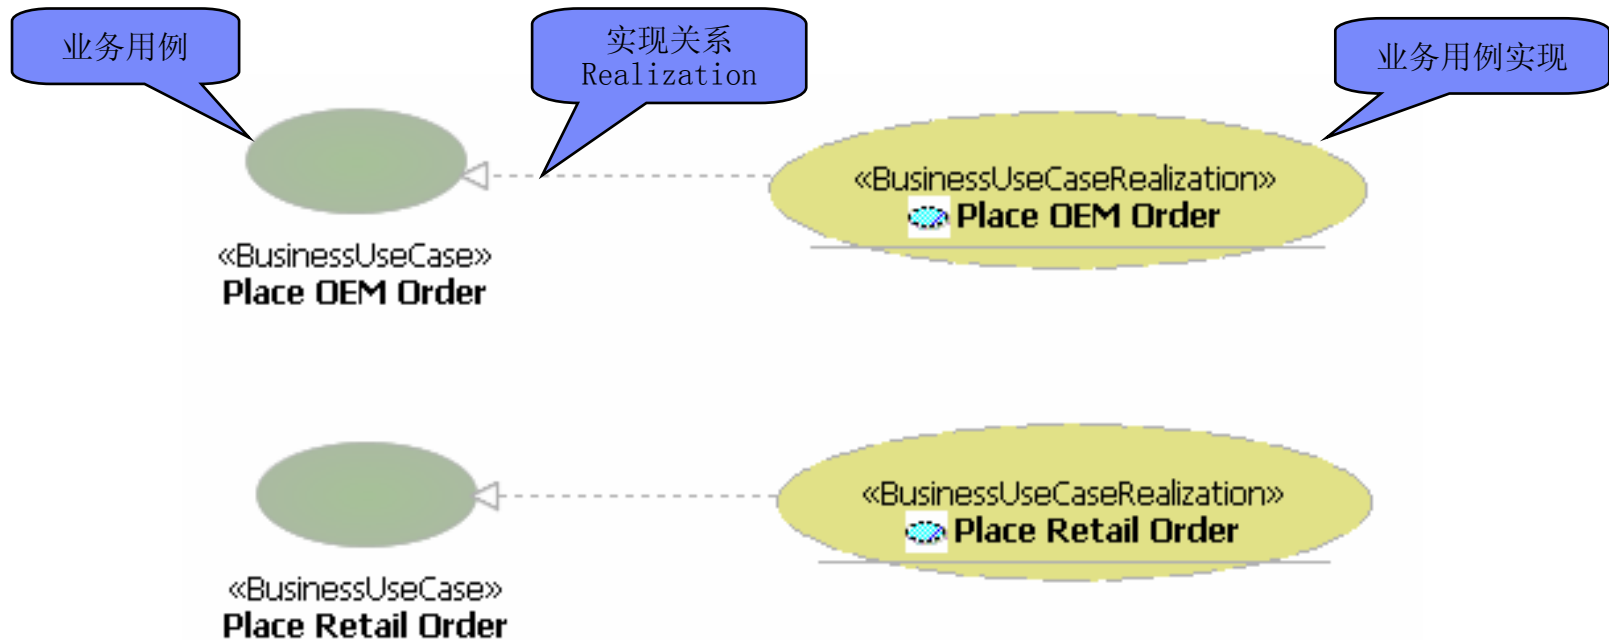 业务用例
实现关系
Realization
业务用例实现
«BusinessUseCaseRealization»
Place OEM Order
«BusinessUseCase»
Place OEM Order
«BusinessUseCaseRealization»
Place Retail Order
«BusinessUseCase»
Place Retail Order